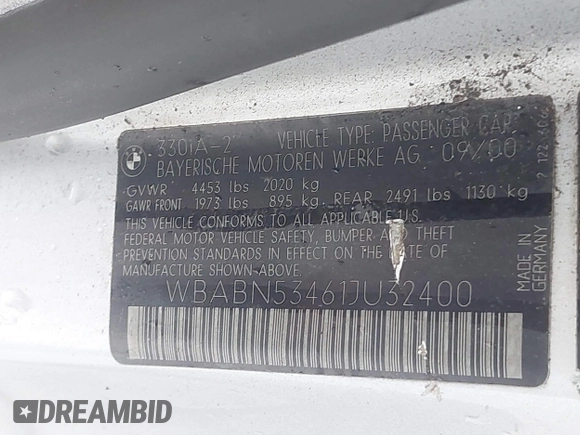 BMW
330iA-2 VEHICLE TYPE: PASSENGER CAR
BAYERISCHE MOTOREN WERKE AG 09/00
GVWR 4453 lbs 2020 kg
GAWR FRONT 1973 lbs 895 kg REAR 2491 lbs 1130 kg
THIS VEHICLE CONFORMS TO ALL APPLICABLE U.S.
FEDERAL MOTOR VEHICLE SAFETY, BUMPER AND THEFT
PREVENTION STANDARDS IN EFFECT ON THE DATE OF
MANUFACTURE SHOWN ABOVE.
WBABN53461JU32400
MADE IN
GERMANY
DREAMBID